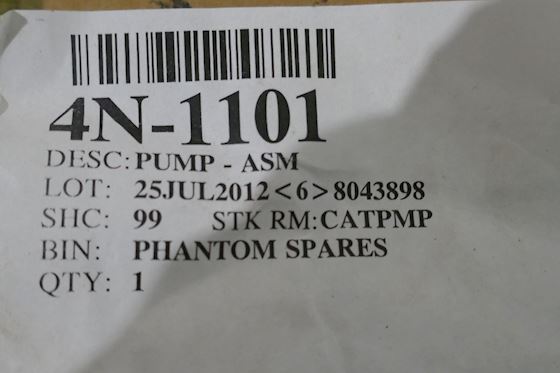 4N-1101
DESC: PUMP - ASM
LOT: 25JUL2012<6>8043898
SHC: 99 STK RM: CATPMP
BIN: PHANTOM SPARES
QTY: 1